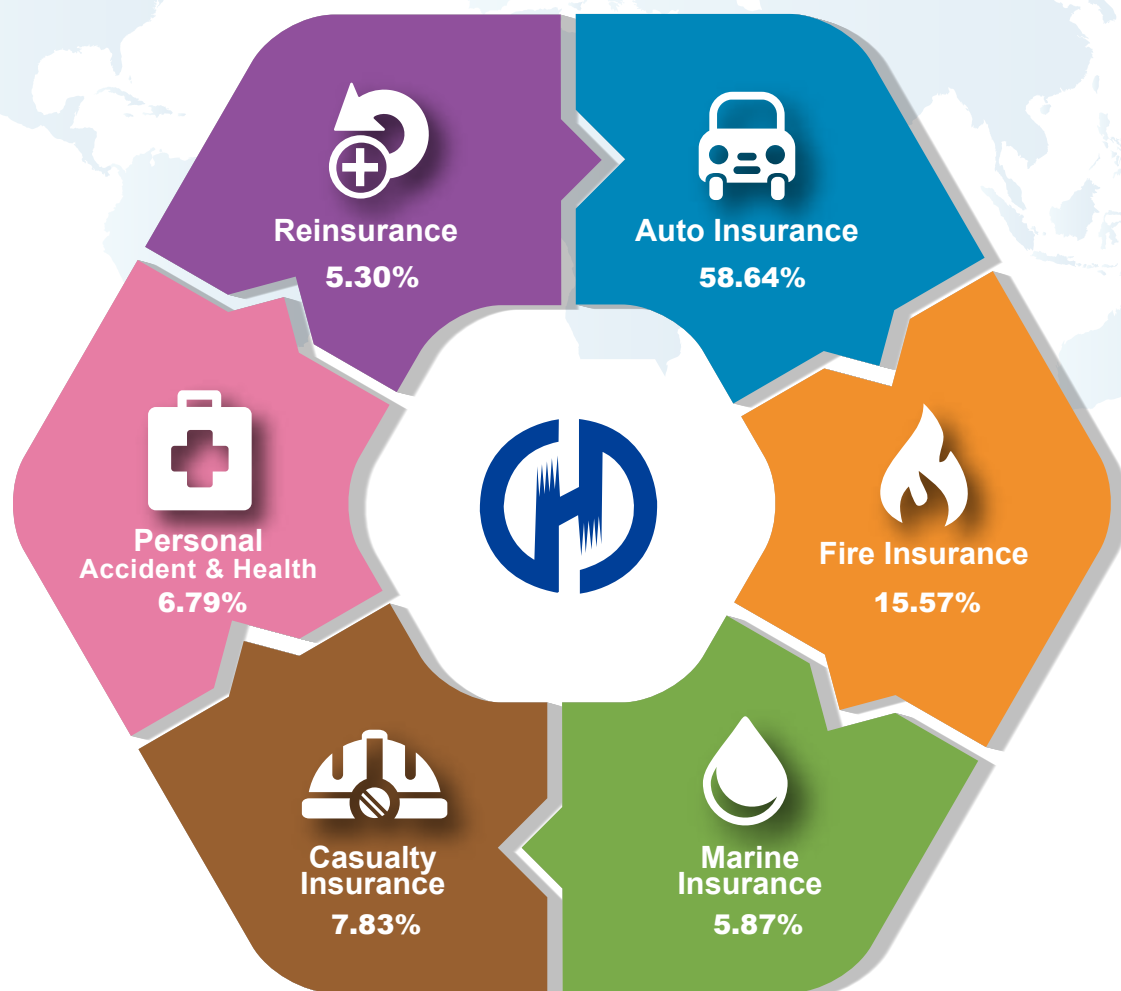 Reinsurance
5.30%
Auto Insurance
58.64%
Personal
Accident & Health
6.79%
Fire Insurance
15.57%
Casualty
Insurance
7.83%
Marine
Insurance
5.87%